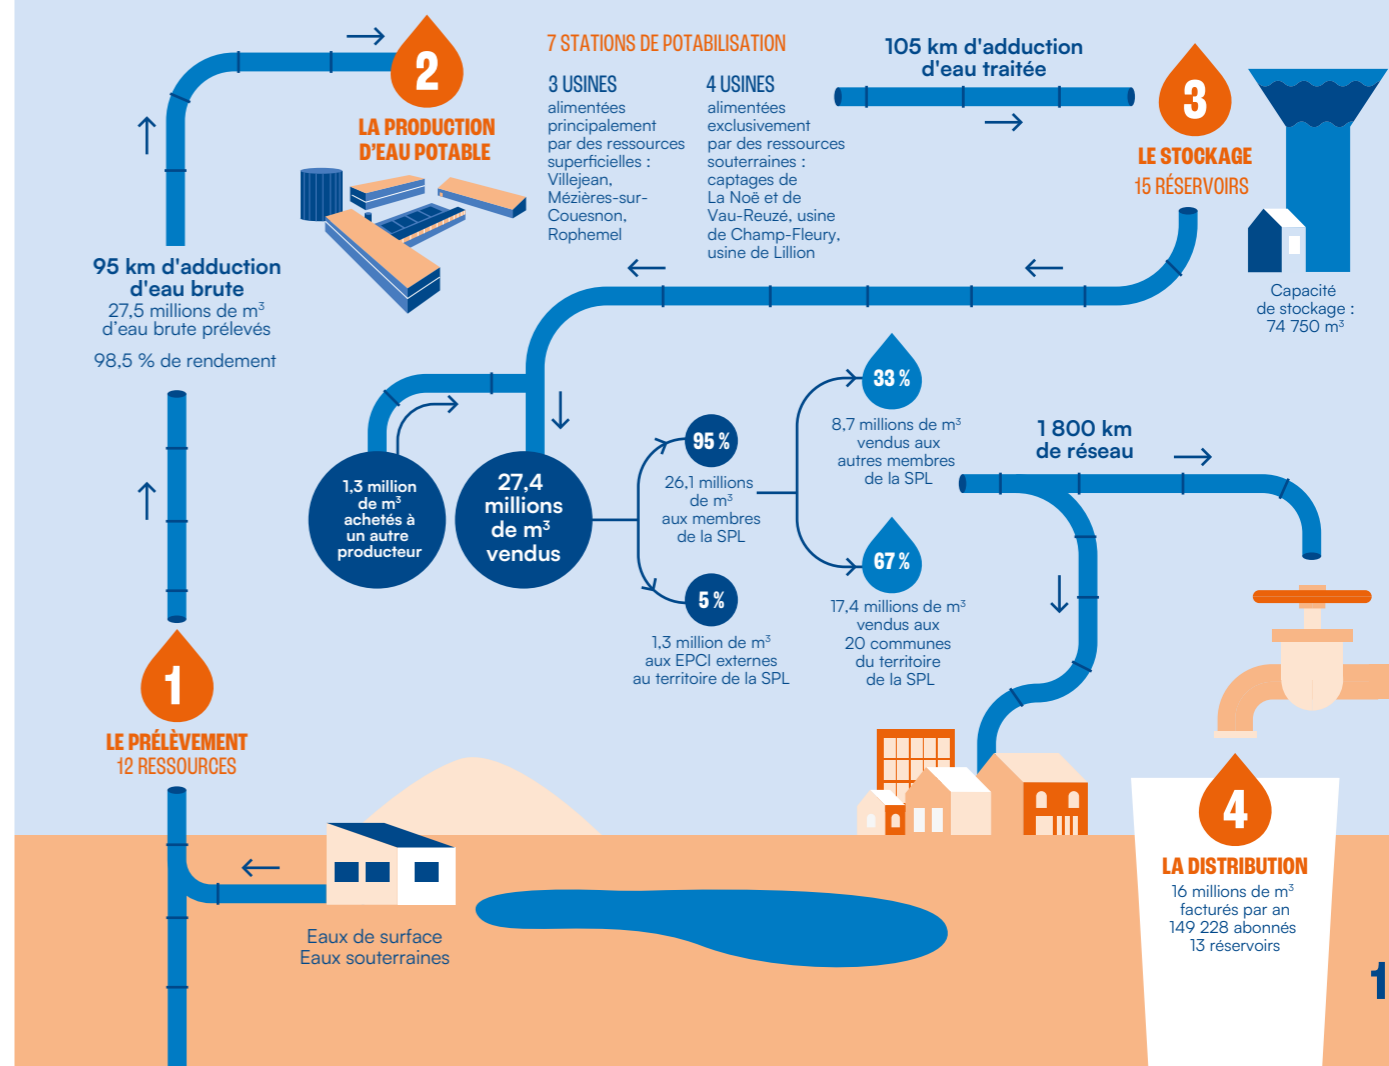 2
LA PRODUCTION
D'EAU POTABLE
7 STATIONS DE POTABILISATION
3 USINES
alimentées
principalement
par des ressources
superficielles :
Villejean,
Mézières-sur-
Couesnon,
Rophemel
4 USINES
alimentées
exclusivement
par des ressources
souterraines :
captages de
La Noë et de
Vau-Reuzé, usine
de Champ-Fleury,
usine de Lillion
105 km d'adduction
d'eau traitée
3
LE STOCKAGE
15 RÉSERVOIRS
Capacité
de stockage :
74 750 m³
95 km d'adduction
d'eau brute
27,5 millions de m³
d’eau brute prélevés
98,5 % de rendement
1,3 million
de m³
achetés à
un autre
producteur
27,4
millions
de m³
vendus
95 %
26,1 millions
de m³
aux membres
de la SPL
5 %
1,3 million de m³
aux EPCI externes
au territoire de la SPL
33 %
8,7 millions de m³
vendus aux
autres membres
de la SPL
67 %
17,4 millions de m³
vendus aux
20 communes
du territoire
de la SPL
1 800 km
de réseau
1
LE PRÉLÈVEMENT
12 RESSOURCES
Eaux de surface
Eaux souterraines
4
LA DISTRIBUTION
16 millions de m³
facturés par an
149 228 abonnés
13 réservoirs
1